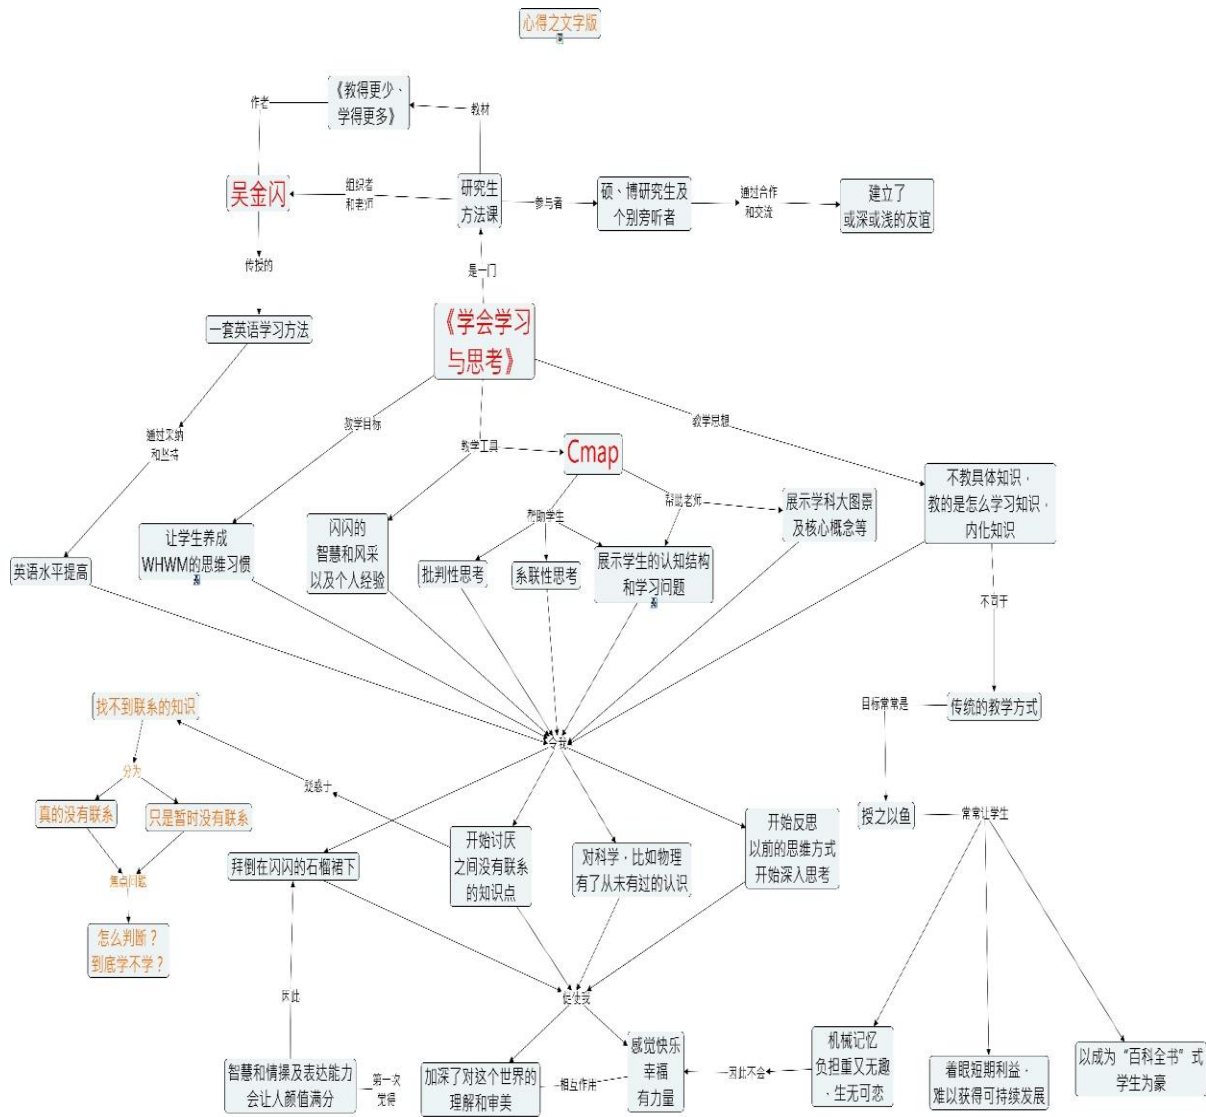 心得之文字版
《教得更少、
学得更多》
作者
教材
吴金闪
组织者
和老师
研究生
方法课
参与者
硕、博研究生及
个别旁听者
通过合作
和交流
建立了
或深或浅的友谊
传授的
是一门
一套英语学习方法
《学会学习
与思考》
教学目标
教学思想
通过采纳
和坚持
教学工具
Cmap
不教具体知识，
教的是怎么学习知识，
内化知识
帮助老师
展示学科大图景
及核心概念等
帮助学生
让学生养成
WHWM的思维习惯
闪闪的
智慧和风采
以及个人经验
英语水平提高
批判性思考
系联性思考
展示学生的认知结构
和学习问题
不同于
找不到联系的知识
目标常常是
传统的教学方式
令我
分为
疑惑于
真的没有联系
只是暂时没有联系
授之以鱼
常常让学生
开始讨厌
之间没有联系
的知识点
对科学，比如物理
有了从未有过的认识
开始反思
以前的思维方式
开始深入思考
拜倒在闪闪的石榴裙下
焦点问题
怎么判断？
到底学不学？
因此
促使我
智慧和情操及表达能力
会让人颜值满分
第一次
觉得
加深了对这个世界的
理解和审美
相互作用
感觉快乐
幸福
有力量
因此不会
机械记忆
负担重又无趣
，生无可恋
着眼短期利益，
难以获得可持续发展
以成为“百科全书”式
学生为豪